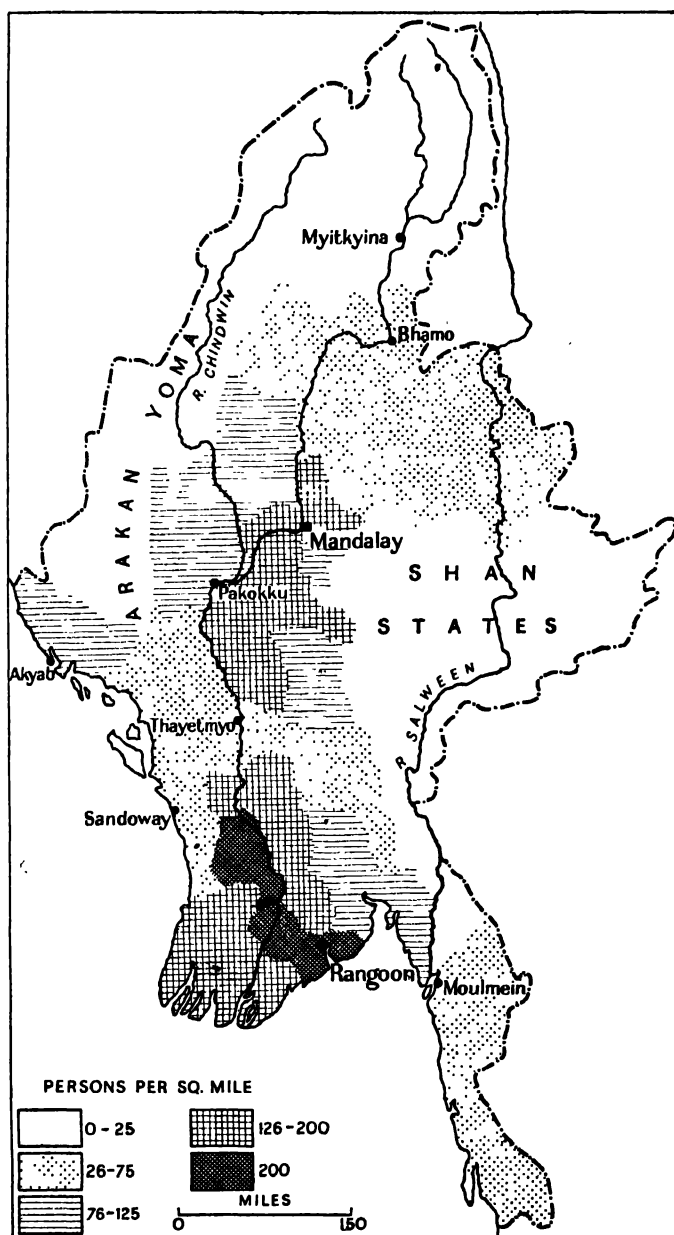 Myitkyina
Bhamo
R. CHINDWIN
ARAKAN YOMA
Mandalay
Pakokku
SHAN
STATES
Akyab
R. SALWEEN
Thayetmyo
Sandoway
Rangoon
Moulmein
PERSONS PER SQ. MILE
0-25
126-200
26-75
200
76-125
MILES
0 150